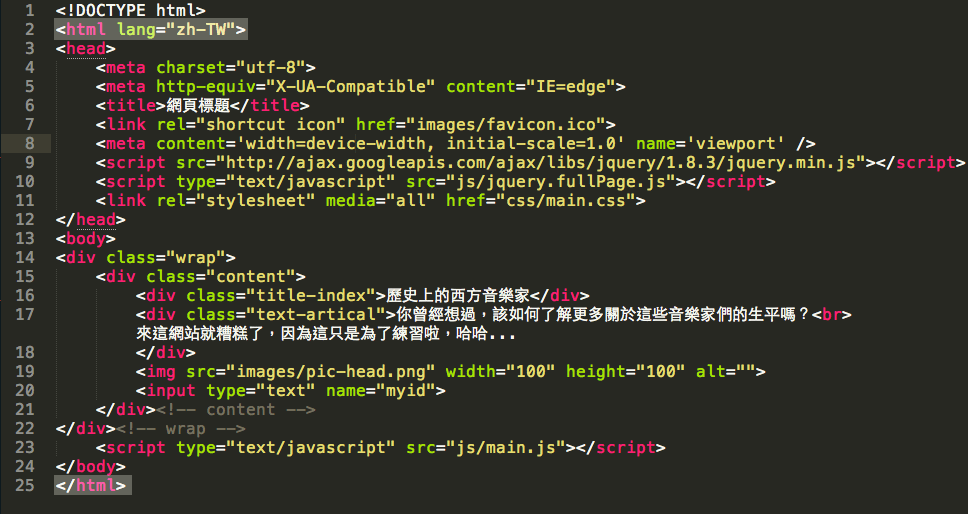 1 <!DOCTYPE html>
2 <html lang="zh-TW">
3 <head>
4     <meta charset="utf-8">
5     <meta http-equiv="X-UA-Compatible" content="IE=edge">
6     <title>網頁標題</title>
7     <link rel="shortcut icon" href="images/favicon.ico">
8     <meta content='width=device-width, initial-scale=1.0' name='viewport' />
9     <script src="http://ajax.googleapis.com/ajax/libs/jquery/1.8.3/jquery.min.js"></script>
10     <script type="text/javascript" src="js/jquery.fullPage.js"></script>
11     <link rel="stylesheet" media="all" href="css/main.css">
12 </head>
13 <body>
14 <div class="wrap">
15     <div class="content">
16         <div class="title-index">歷史上的西方音樂家</div>
17         <div class="text-artical">你曾經想過，該如何了解更多關於這些音樂家們的生平嗎？<br>
        來這網站就糟糕了，因為這只是為了練習啦，哈哈...
18         </div>
19         <img src="images/pic-head.png" width="100" height="100" alt="">
20         <input type="text" name="myid">
21     </div><!-- content -->
22 </div><!-- wrap -->
23     <script type="text/javascript" src="js/main.js"></script>
24 </body>
25 </html>